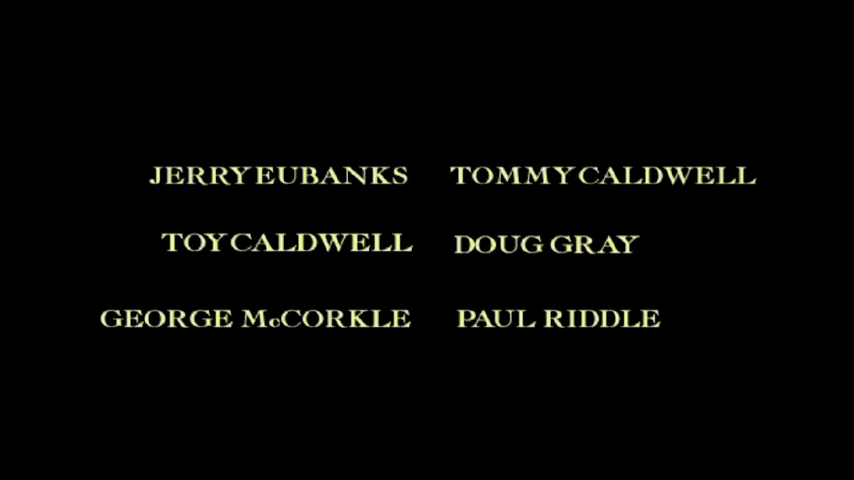 JERRY EUBANKS TOMMY CALDWELL
TOY CALDWELL DOUG GRAY
GEORGE McCORKLE PAUL RIDDLE